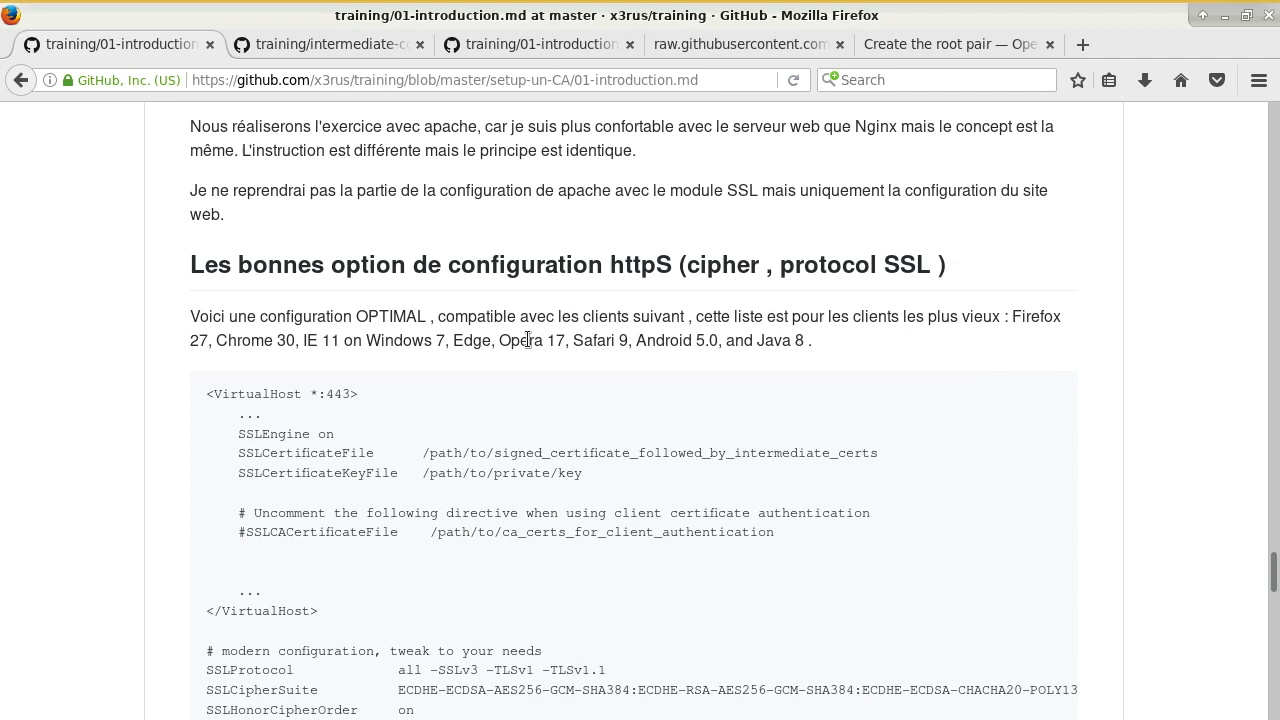 training/01-introduction.md at master · x3rus/training · GitHub - Mozilla Firefox
training/01-introduction
training/intermediate-c
training/01-introduction
raw.githubusercontent.com
Create the root pair — Ope
GitHub, Inc. (US)
https://github.com/x3rus/training/blob/master/setup-un-CA/01-introduction.md
Search
Nous réaliserons l'exercice avec apache, car je suis plus confortable avec le serveur web que Nginx mais le concept est la
même. L'instruction est différente mais le principe est identique.
Je ne reprendrai pas la partie de la configuration de apache avec le module SSL mais uniquement la configuration du site
web.
Les bonnes option de configuration httpS (cipher , protocol SSL )
Voici une configuration OPTIMAL , compatible avec les clients suivant , cette liste est pour les clients les plus vieux : Firefox
27, Chrome 30, IE 11 on Windows 7, Edge, Opera 17, Safari 9, Android 5.0, and Java 8 .
<VirtualHost *:443>
...
SSLEngine on
SSLCertificateFile /path/to/signed_certificate_followed_by_intermediate_certs
SSLCertificateKeyFile /path/to/private/key
# Uncomment the following directive when using client certificate authentication
#SSLCACertificateFile /path/to/ca_certs_for_client_authentication
...
</VirtualHost>
# modern configuration, tweak to your needs
SSLProtocol all -SSLv3 -TLSv1 -TLSv1.1
SSLCipherSuite ECDHE-ECDSA-AES256-GCM-SHA384:ECDHE-RSA-AES256-GCM-SHA384:ECDHE-ECDSA-CHACHA20-POLY13
SSLHonorCipherOrder on